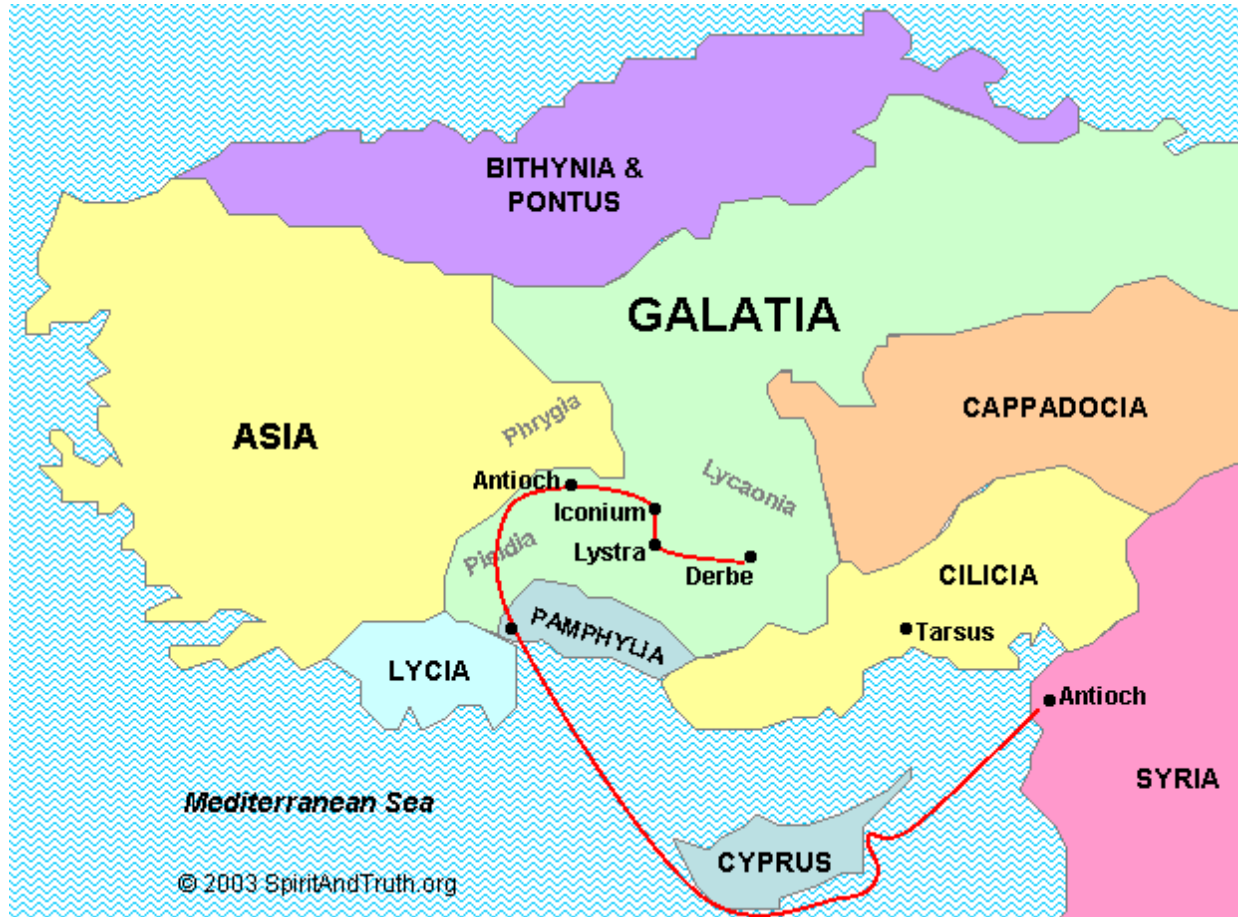 BITHYNIA &
PONTUS
GALATIA
CAPPADOCIA
Phrygia
ASIA
Antioch
Lycaonia
Iconium
Pisidia
Lystra
Derbe
CILICIA
PAMPHYLIA
Tarsus
LYCIA
Antioch
SYRIA
Mediterranean Sea
CYPRUS
© 2003 SpiritAndTruth.org